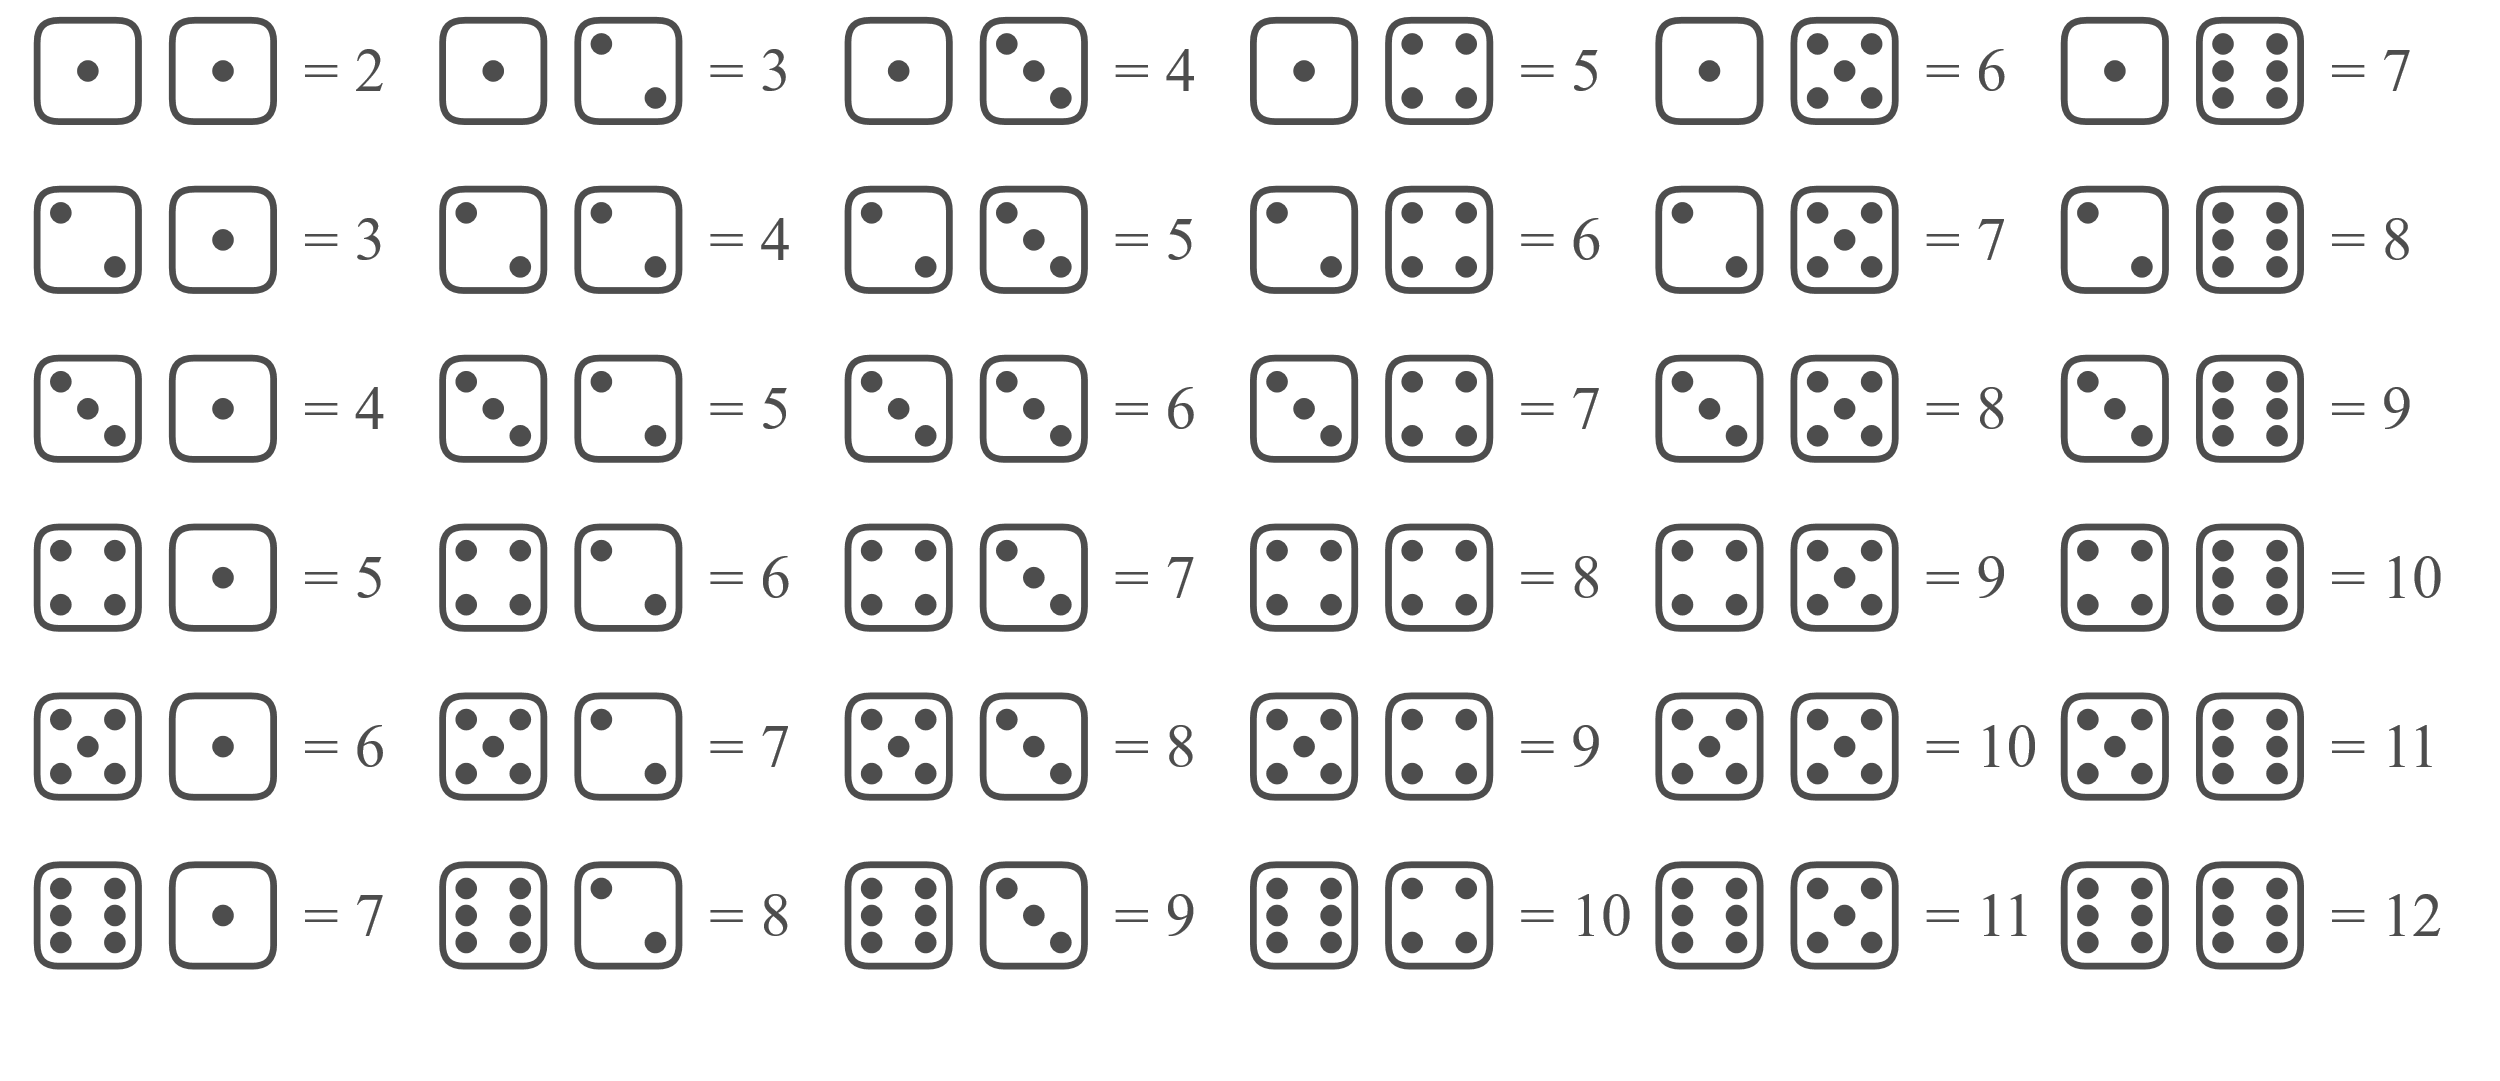 = 2 = 3 = 4 = 5 = 6 = 7
= 3 = 4 = 5 = 6 = 7 = 8
= 4 = 5 = 6 = 7 = 8 = 9
= 5 = 6 = 7 = 8 = 9 = 10
= 6 = 7 = 8 = 9 = 10 = 11
= 7 = 8 = 9 = 10 = 11 = 12